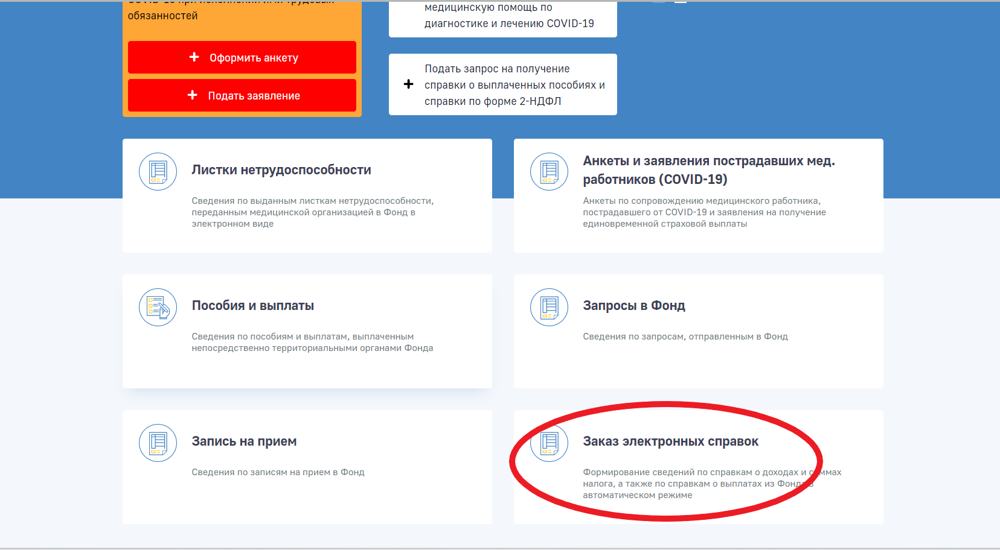 обязанностей
Оформить анкету
Подать заявление
медицинскую помощь по
диагностике и лечению COVID-19
Подать запрос на получение
справки о выплаченных пособиях и
справки по форме 2-НДФЛ
Листки нетрудоспособности
Сведения по выданным листкам нетрудоспособности,
переданным медицинской организацией в Фонд в
электронном виде
Анкеты и заявления пострадавших мед.
работников (COVID-19)
Анкеты по сопровождению медицинского работника,
пострадавшего от COVID-19 и заявления на получение
единовременной страховой выплаты
Пособия и выплаты
Сведения по пособиям и выплатам, выплаченным
непосредственно территориальными органами Фонда
Запросы в Фонд
Сведения по запросам, отправленным в Фонд
Запись на прием
Сведения по записям на прием в Фонд
Заказ электронных справок
Формирование сведений по справкам о доходах и суммах
налога, а также по справкам о выплатах из Фонда в
автоматическом режиме